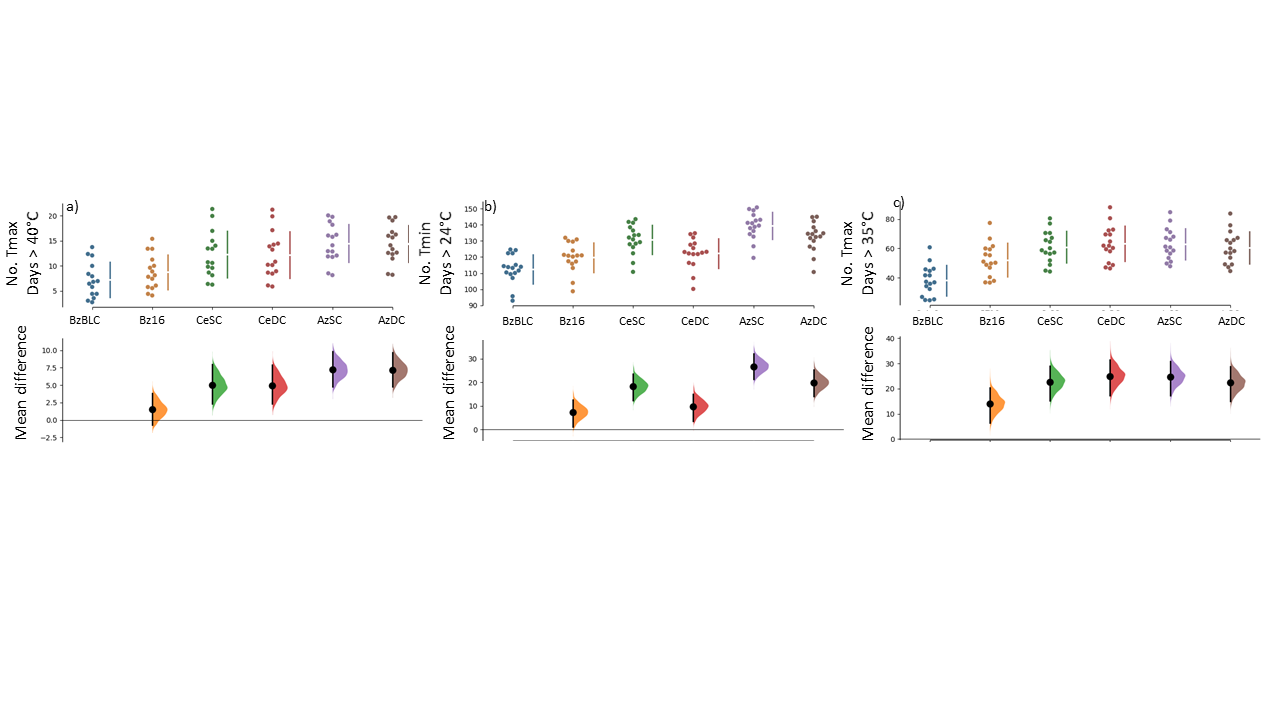 a)
No. Tmax
Days > 40°C
20
15
10
5
BzBLC Bz16 CeSC CeDC AzSC AzDC
Mean difference
10.0
7.5
5.0
2.5
0.0
−2.5
b)
No. Tmin
Days > 24°C
150
140
130
120
110
100
90
BzBLC Bz16 CeSC CeDC AzSC AzDC
Mean difference
30
20
10
0
c)
No. Tmax
Days > 35°C
80
60
40
BzBLC Bz16 CeSC CeDC AzSC AzDC
Mean difference
40
30
20
10
0